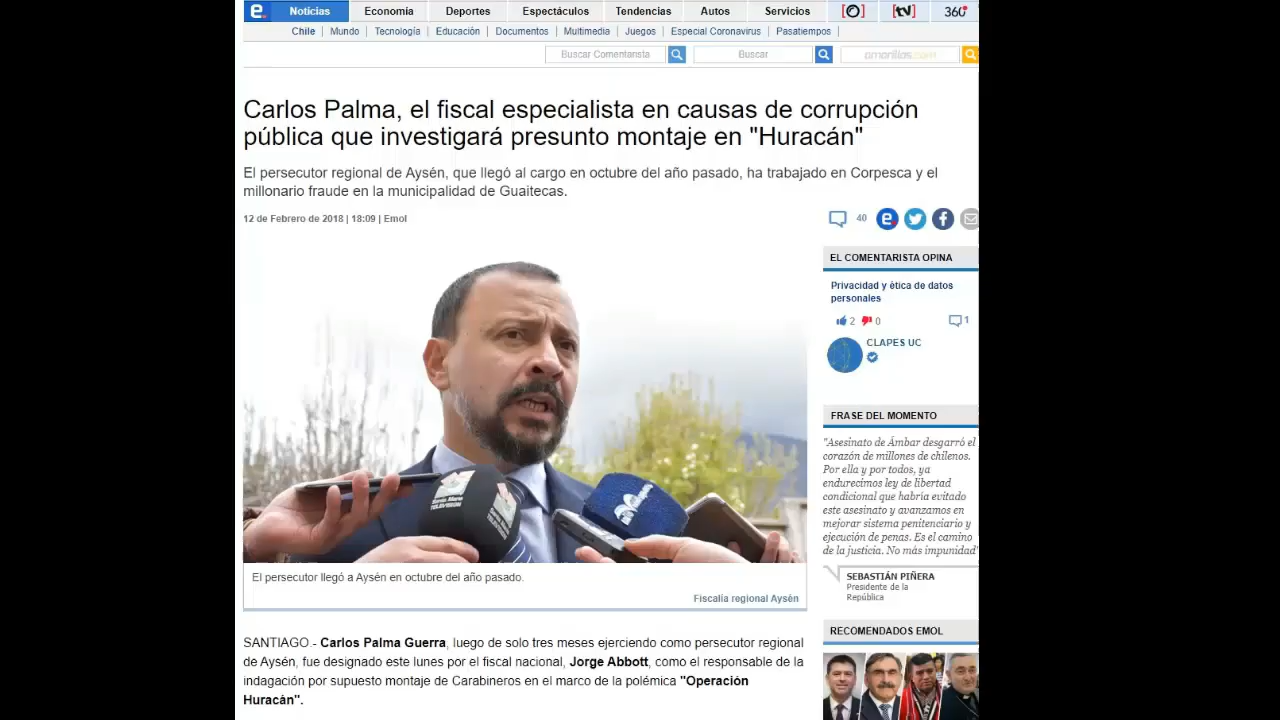 e.
Noticias
Economía
Deportes
Espectáculos
Tendencias
Autos
Servicios
[tv]
360
Chile | Mundo | Tecnología | Educación | Documentos | Multimedia | Juegos | Especial Coronavirus | Pasatiempos |
Buscar Comentarista
Buscar
amarillas.com
Carlos Palma, el fiscal especialista en causas de corrupción
pública que investigará presunto montaje en "Huracán"
El persecutor regional de Aysén, que llegó al cargo en octubre del año pasado, ha trabajado en Corpesca y el
millonario fraude en la municipalidad de Guaitecas.
12 de Febrero de 2018 | 18:09 | Emol
40
El persecutor llegó a Aysén en octubre del año pasado.
Fiscalía regional Aysén
SANTIAGO.- Carlos Palma Guerra, luego de solo tres meses ejerciendo como persecutor regional
de Aysén, fue designado este lunes por el fiscal nacional, Jorge Abbott, como el responsable de la
indagación por supuesto montaje de Carabineros en el marco de la polémica "Operación
Huracán".
EL COMENTARISTA OPINA
Privacidad y ética de datos
personales
2
0
1
CLAPES UC
FRASE DEL MOMENTO
"Asesinato de Ámbar desgarró el
corazón de millones de chilenos.
Por ella y por todos, ya
endurecimos ley de libertad
condicional que habría evitado
este asesinato y avanzamos en
mejorar sistema penitenciario y
ejecución de penas. Es el camino
de la justicia. No más impunidad"
SEBASTIÁN PIÑERA
Presidente de la
República
RECOMENDADOS EMOL